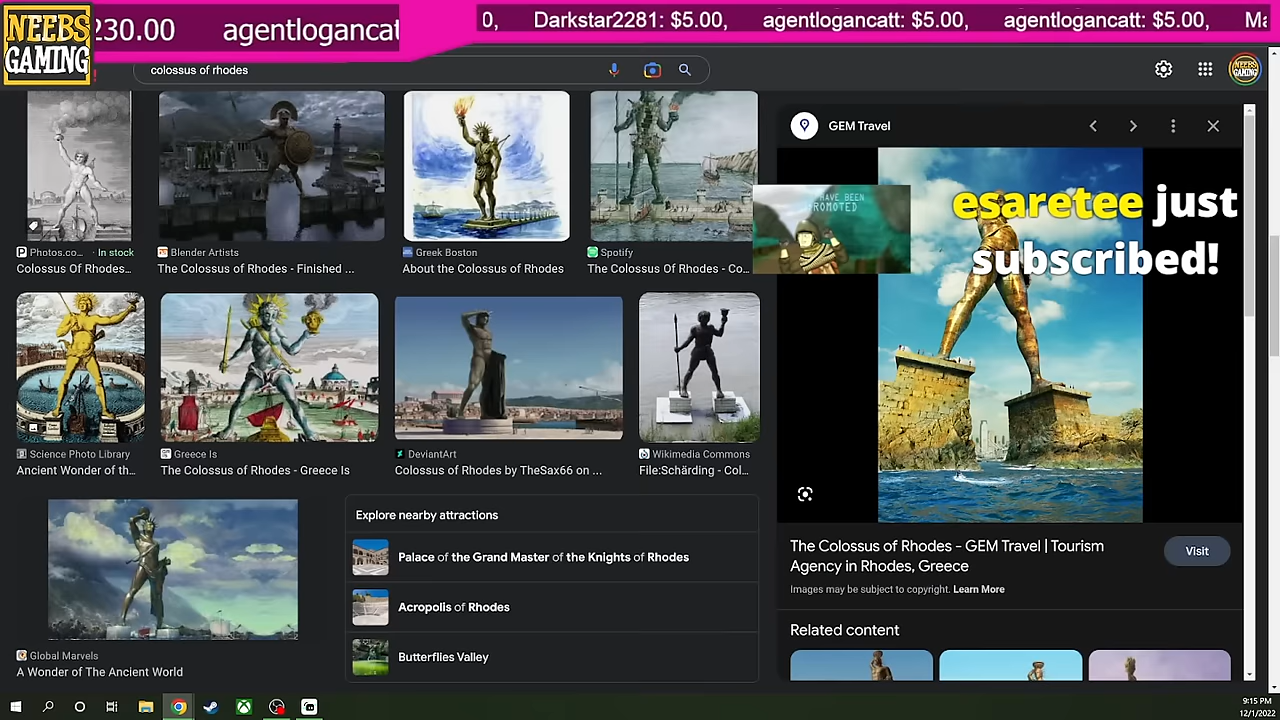 NEEBS
GAMING
230.00 agentlogancat
0, Darkstar2281: $5.00, agentlogancatt: $5.00, agentlogancatt: $5.00, Ma
colossus of rhodes
NEEBS
GAMING
GEM Travel
HAVE BEEN
PROMOTED
esaretee just
subscribed!
Photos.co... · In stock
Colossus Of Rhodes...
Blender Artists
The Colossus of Rhodes - Finished ...
Greek Boston
About the Colossus of Rhodes
Spotify
The Colossus Of Rhodes - Co...
Science Photo Library
Ancient Wonder of th...
Greece Is
The Colossus of Rhodes - Greece Is
DeviantArt
Colossus of Rhodes by TheSax66 on ...
Wikimedia Commons
File:Schärding - Col...
Global Marvels
A Wonder of The Ancient World
Explore nearby attractions
Palace of the Grand Master of the Knights of Rhodes
Acropolis of Rhodes
Butterflies Valley
The Colossus of Rhodes - GEM Travel | Tourism
Agency in Rhodes, Greece
Visit
Images may be subject to copyright. Learn More
Related content
9:15 PM
12/1/2022